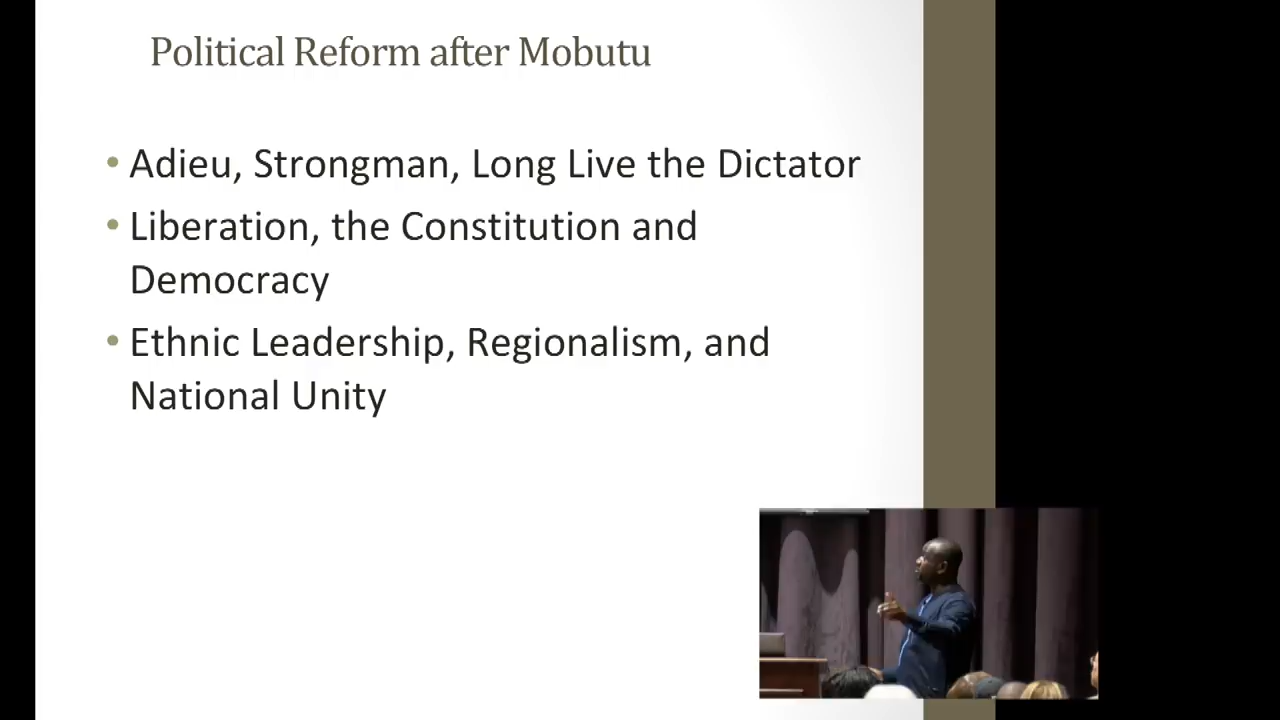 Political Reform after Mobutu
• Adieu, Strongman, Long Live the Dictator
• Liberation, the Constitution and
Democracy
• Ethnic Leadership, Regionalism, and
National Unity